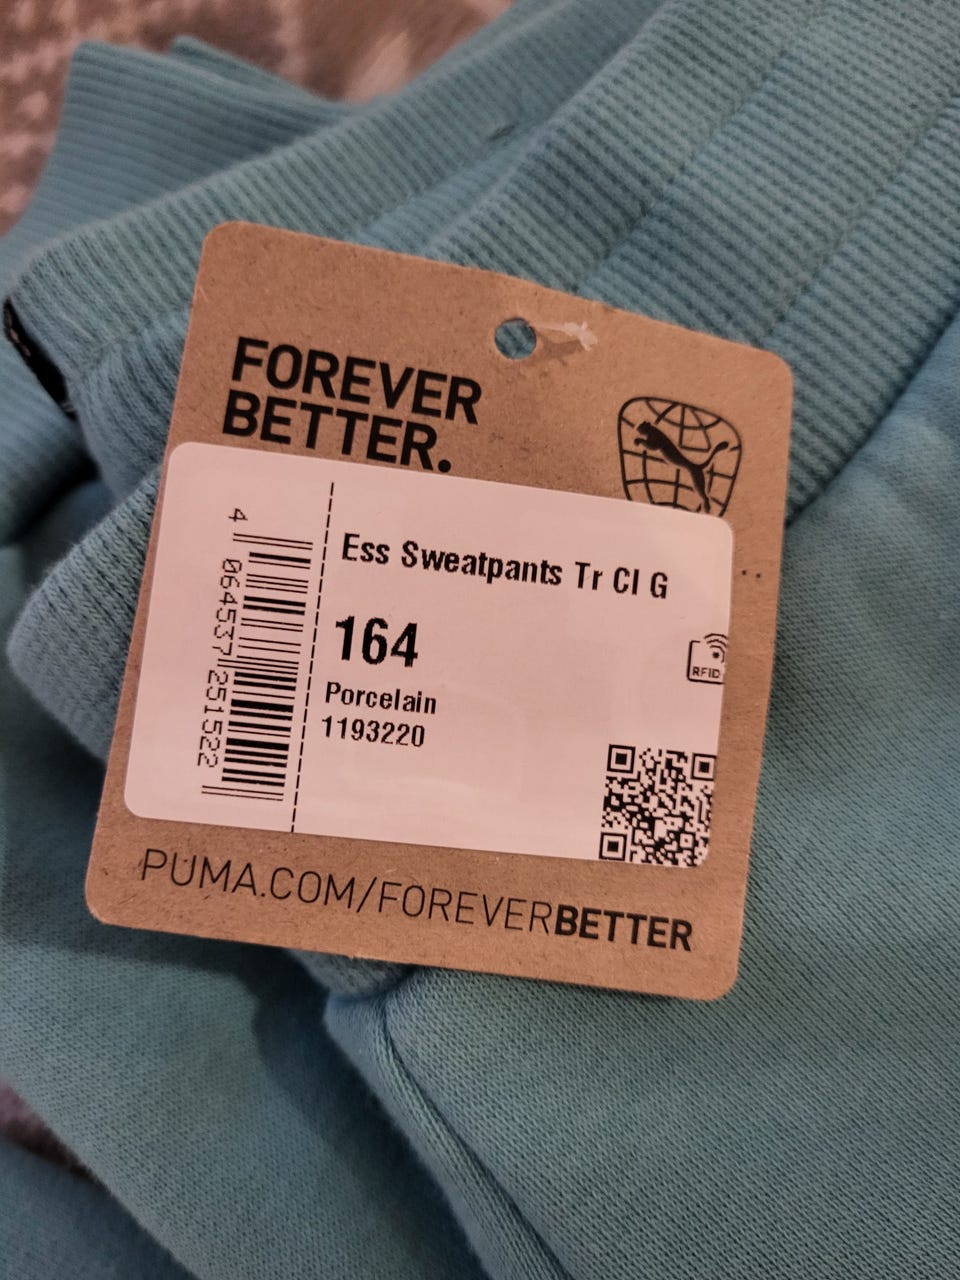 FOREVER
BETTER.
Ess Sweatpants Tr Cl G
164
Porcelain
1193220
RFID
4 064537 251522
PUMA.COM/FOREVERBETTER